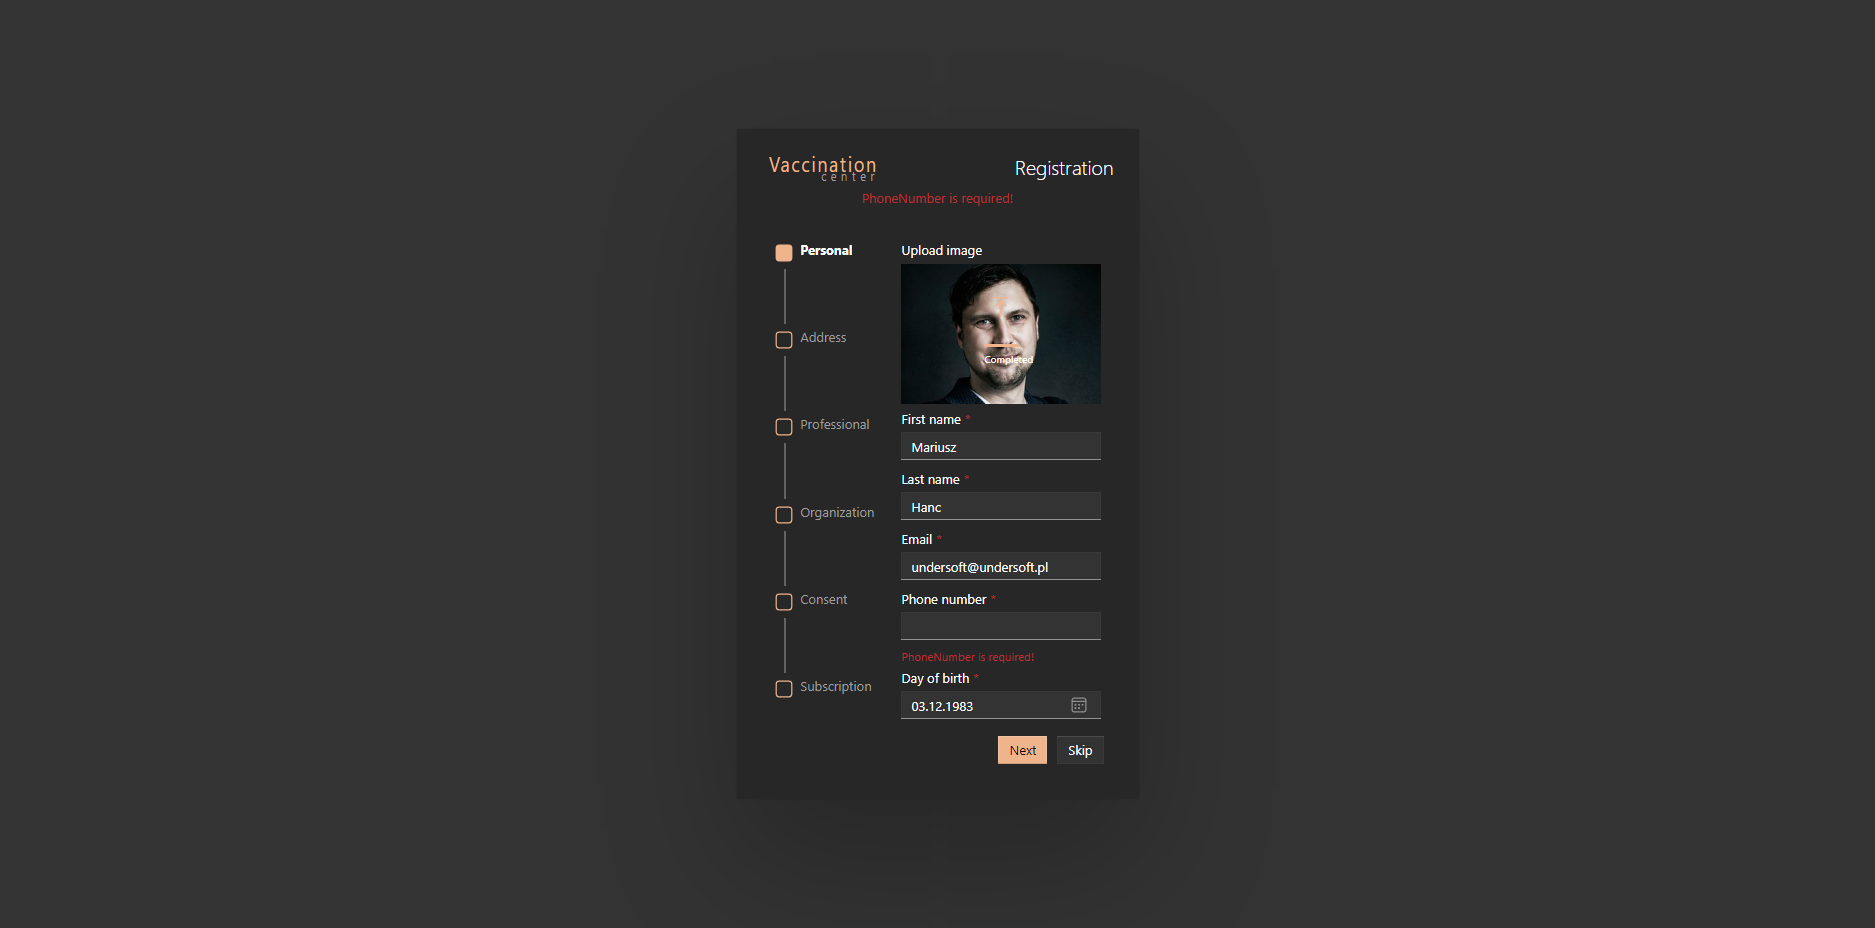 Vaccination
center
Registration
PhoneNumber is required!
Personal
Address
Professional
Organization
Consent
Subscription
Upload image
Completed
First name *
Mariusz
Last name *
Hanc
Email *
undersoft@undersoft.pl
Phone number *
PhoneNumber is required!
Day of birth *
03.12.1983
Next
Skip